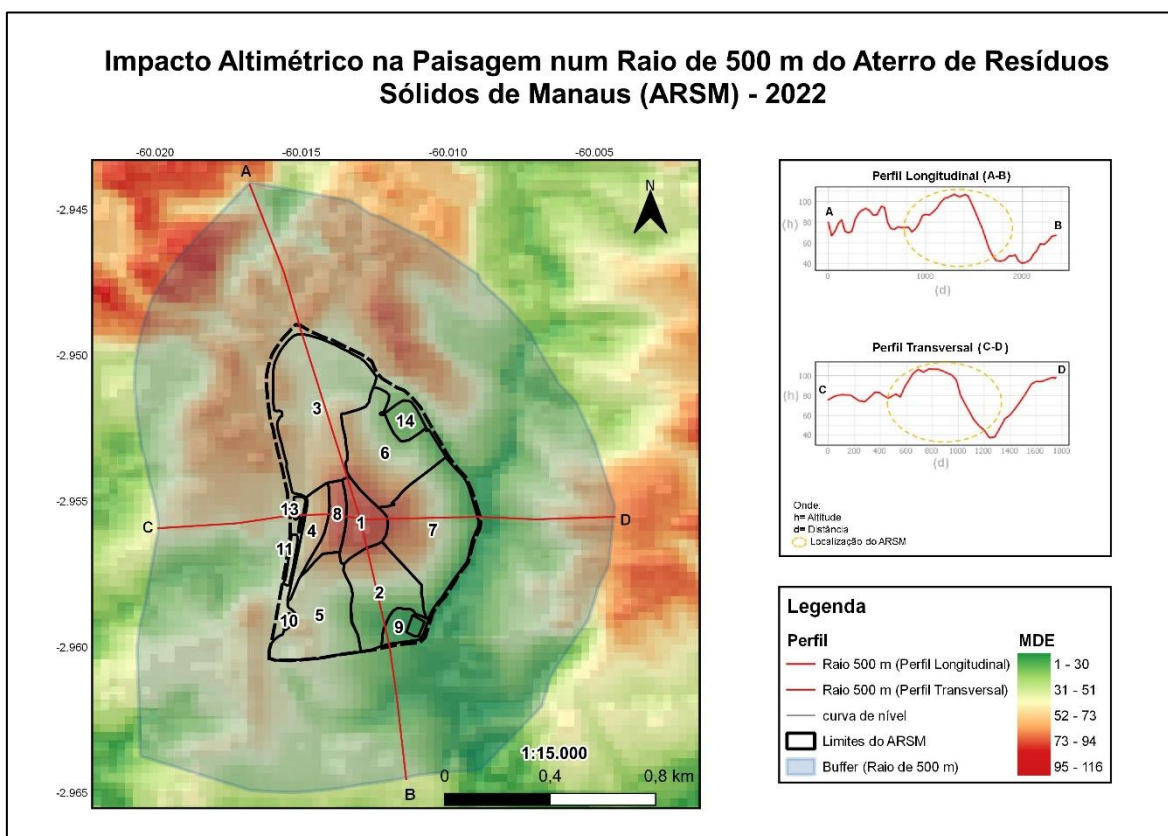 Impacto Altimétrico na Paisagem num Raio de 500 m do Aterro de Resíduos
Sólidos de Manaus (ARSM) - 2022
-60.020
-60.015
-60.010
-60.005
-2.945
-2.950
-2.955
-2.960
-2.965
A
N
3
14
6
13
8
1
C
D
4
7
11
2
10
5
9
1:15.000
0
0,4
0,8 km
B
Perfil Longitudinal (A-B)
100
80
60
40
(h)
A
B
0
1000
2000
(d)
Perfil Transversal (C-D)
100
80
60
40
(h)
C
D
0
200
400
600
800
1000
1200
1400
1600
1800
(d)
Onde:
h= Altitude
d= Distância
Localização do ARSM
Legenda
Perfil
Raio 500 m (Perfil Longitudinal)
Raio 500 m (Perfil Transversal)
curva de nível
Limites do ARSM
Buffer (Raio de 500 m)
MDE
1 - 30
31 - 51
52 - 73
73 - 94
95 - 116